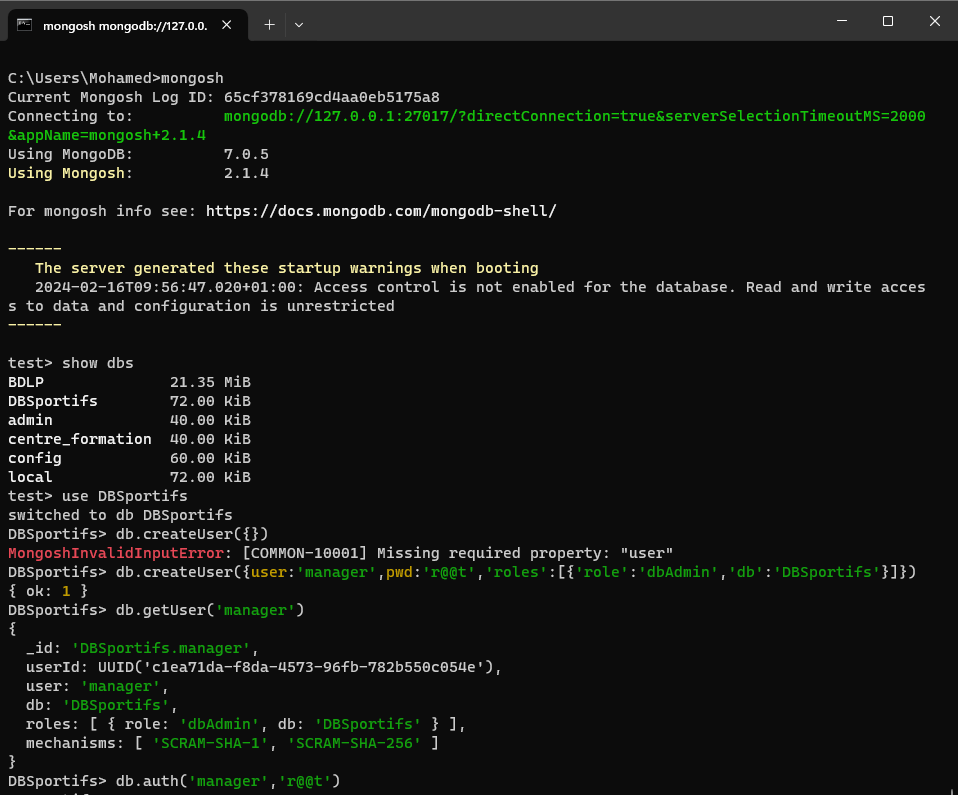 mongosh mongodb://127.0.0.
C:\Users\Mohamed>mongosh
Current Mongosh Log ID: 65cf378169cd4aa0eb5175a8
Connecting to:          mongodb://127.0.0.1:27017/?directConnection=true&serverSelectionTimeoutMS=2000
&appName=mongosh+2.1.4
Using MongoDB:          7.0.5
Using Mongosh:          2.1.4
For mongosh info see: https://docs.mongodb.com/mongodb-shell/
------
   The server generated these startup warnings when booting
   2024-02-16T09:56:47.020+01:00: Access control is not enabled for the database. Read and write acces
s to data and configuration is unrestricted
------
test> show dbs
BDLP              21.35 MiB
DBSportifs        72.00 KiB
admin             40.00 KiB
centre_formation  40.00 KiB
config            60.00 KiB
local             72.00 KiB
test> use DBSportifs
switched to db DBSportifs
DBSportifs> db.createUser({})
MongoshInvalidInputError: [COMMON-10001] Missing required property: "user"
DBSportifs> db.createUser({user:'manager',pwd:'r@@t','roles':[{'role':'dbAdmin','db':'DBSportifs'}]})
{ ok: 1 }
DBSportifs> db.getUser('manager')
{
  _id: 'DBSportifs.manager',
  userId: UUID('c1ea71da-f8da-4573-96fb-782b550c054e'),
  user: 'manager',
  db: 'DBSportifs',
  roles: [ { role: 'dbAdmin', db: 'DBSportifs' } ],
  mechanisms: [ 'SCRAM-SHA-1', 'SCRAM-SHA-256' ]
}
DBSportifs> db.auth('manager','r@@t')